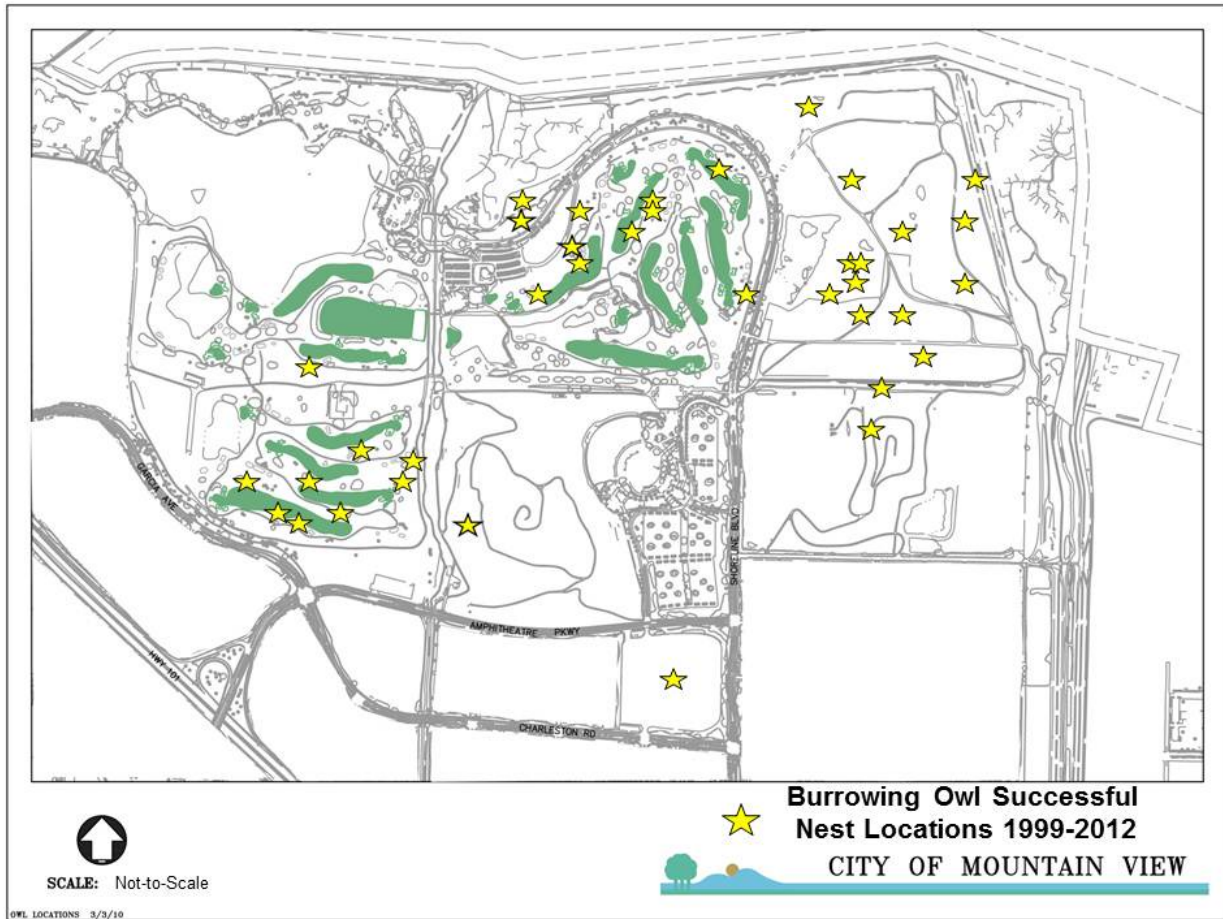 GARCIA AVE
HWY 101
AMPHITHEATRE PKWY
SHORELINE BLVD
CHARLESTON RD
Burrowing Owl Successful
Nest Locations 1999-2012
CITY OF MOUNTAIN VIEW
SCALE: Not-to-Scale
OWL LOCATIONS 3/3/10